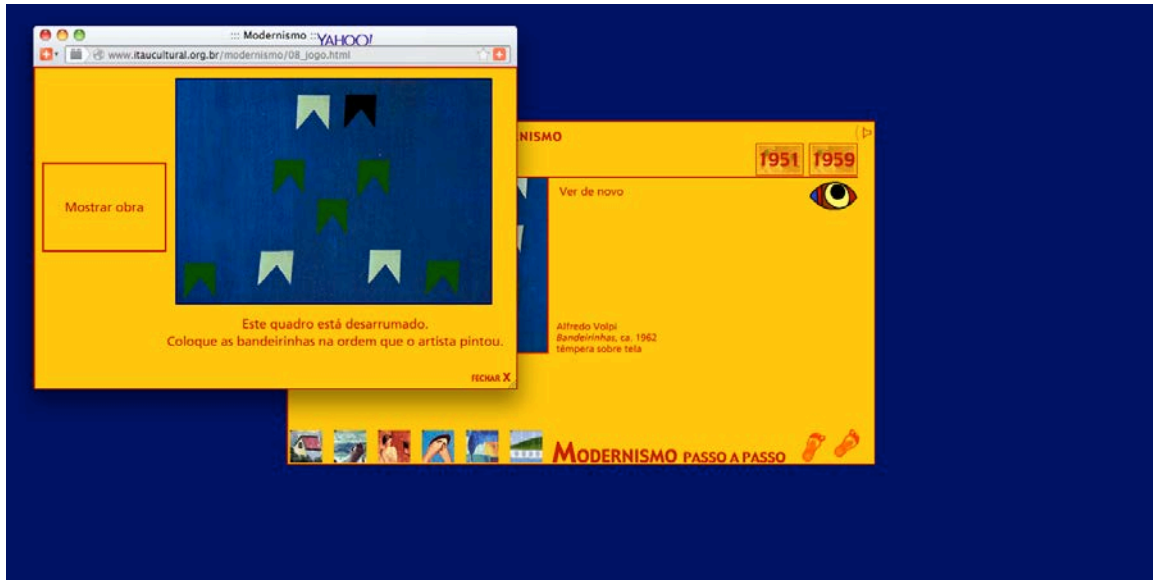 ::: Modernismo ::
YAHOO!
www.itaucultural.org.br/modernismo/08_jogo.html
Mostrar obra
Este quadro está desarrumado.
Coloque as bandeirinhas na ordem que o artista pintou.
FECHAR X
NISMO
1951 1959
Ver de novo
Alfredo Volpi
Bandeirinhas, ca. 1962
têmpera sobre tela
MODERNISMO PASSO A PASSO